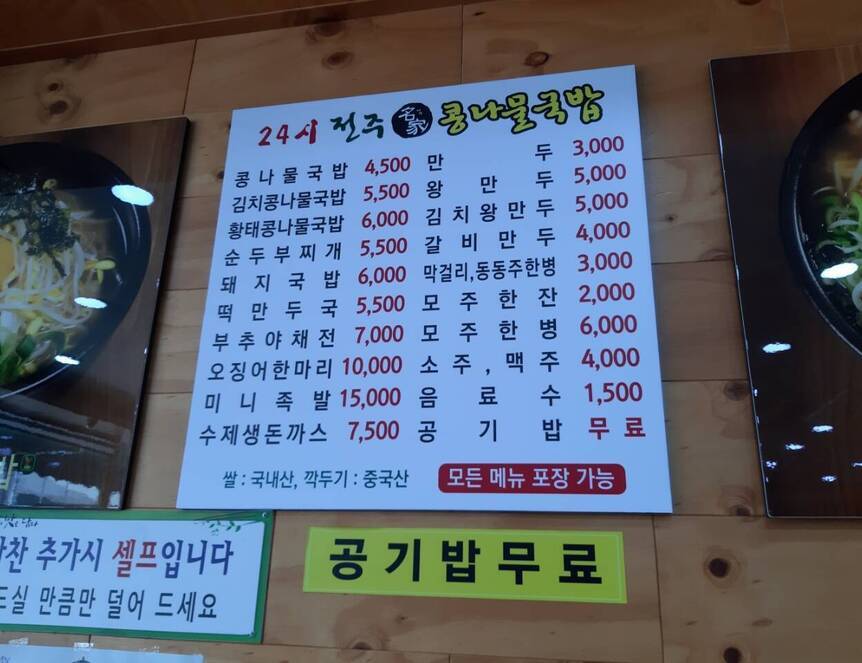 24시 전주 名家 콩나물국밥
콩나물국밥 4,500
김치콩나물국밥 5,500
황태콩나물국밥 6,000
순두부찌개 5,500
돼지국밥 6,000
떡만두국 5,500
부추야채전 7,000
오징어한마리 10,000
미니족발 15,000
수제생돈까스 7,500
만두 3,000
왕만두 5,000
김치왕만두 5,000
갈비만두 4,000
막걸리,동동주한병 3,000
모주한잔 2,000
모주한병 6,000
소주,맥주 4,000
음료수 1,500
공기밥 무료
쌀 : 국내산, 깍두기 : 중국산
모든 메뉴 포장 가능
공기밥무료
추가시 셀프입니다
만큼만 덜어 드세요